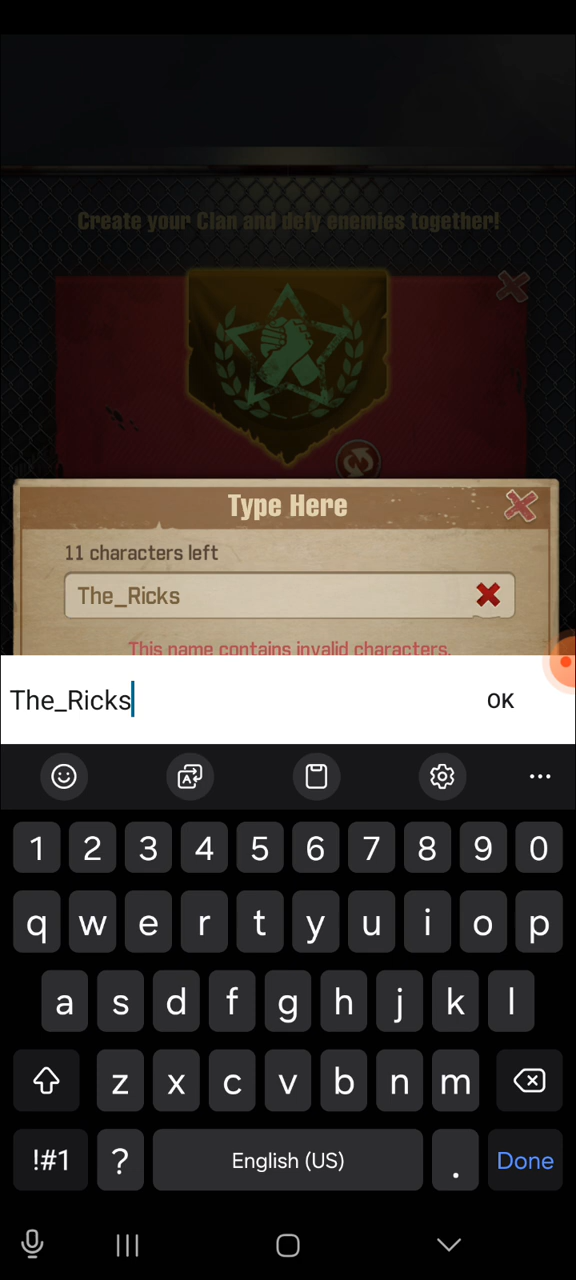 Create your Clan and defy enemies together!
Type Here
11 characters left
The_Ricks
This name contains invalid characters.
The_Ricks
OK
1 2 3 4 5 6 7 8 9 0
q w e r t y u i o p
a s d f g h j k l
z x c v b n m
!#1 ? English (US) . Done